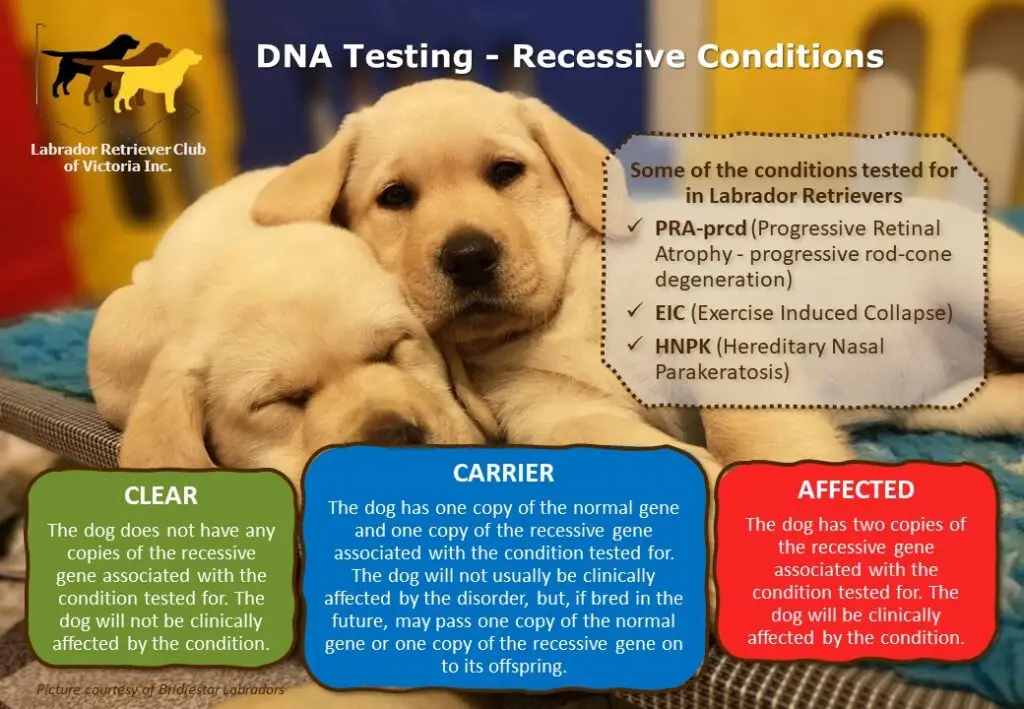 DNA Testing - Recessive Conditions
Labrador Retriever Club
of Victoria Inc.
Some of the conditions tested for
in Labrador Retrievers
✓ PRA-prcd (Progressive Retinal
Atrophy - progressive rod-cone
degeneration)
✓ EIC (Exercise Induced Collapse)
✓ HNPK (Hereditary Nasal
Parakeratosis)
CLEAR
The dog does not have any
copies of the recessive
gene associated with the
condition tested for. The
dog will not be clinically
affected by the condition.
CARRIER
The dog has one copy of the normal gene
and one copy of the recessive gene
associated with the condition tested for.
The dog will not usually be clinically
affected by the disorder, but, if bred in the
future, may pass one copy of the normal
gene or one copy of the recessive gene on
to its offspring.
AFFECTED
The dog has two copies of
the recessive gene
associated with the
condition tested for. The
dog will be clinically
affected by the condition.
Picture courtesy of Bridiestar Labradors